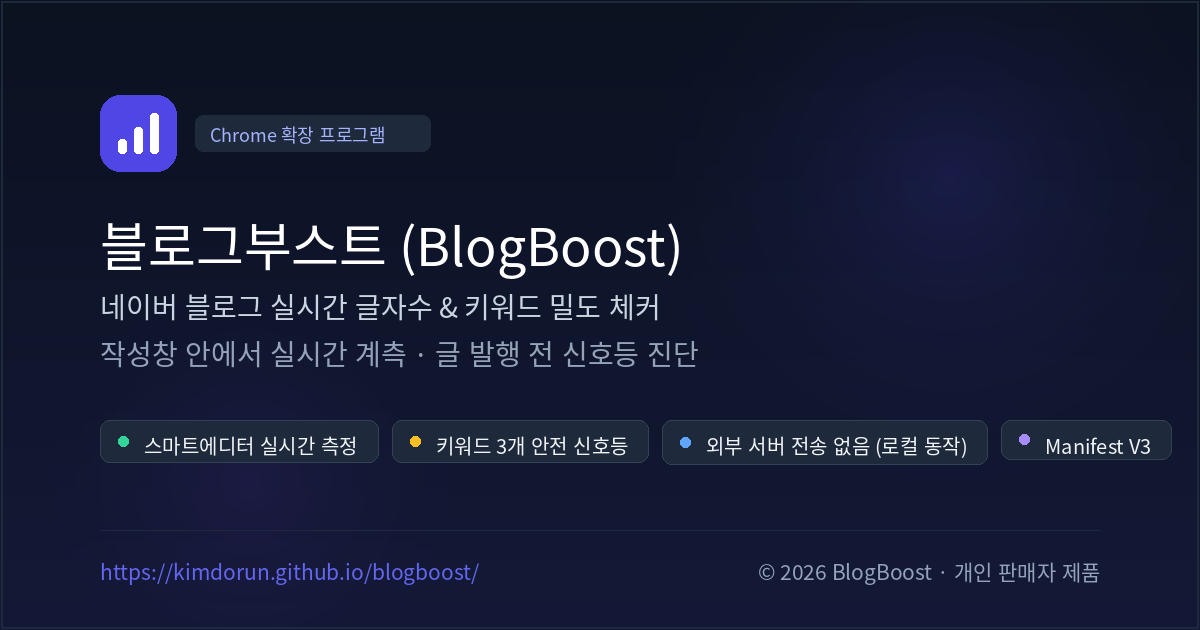 Chrome 확장 프로그램
블로그부스트 (BlogBoost)
네이버 블로그 실시간 글자수 & 키워드 밀도 체커
작성창 안에서 실시간 계측 · 글 발행 전 신호등 진단
스마트에디터 실시간 측정
키워드 3개 안전 신호등
외부 서버 전송 없음 (로컬 동작)
Manifest V3
https://kimdorun.github.io/blogboost/
© 2026 BlogBoost · 개인 판매자 제품